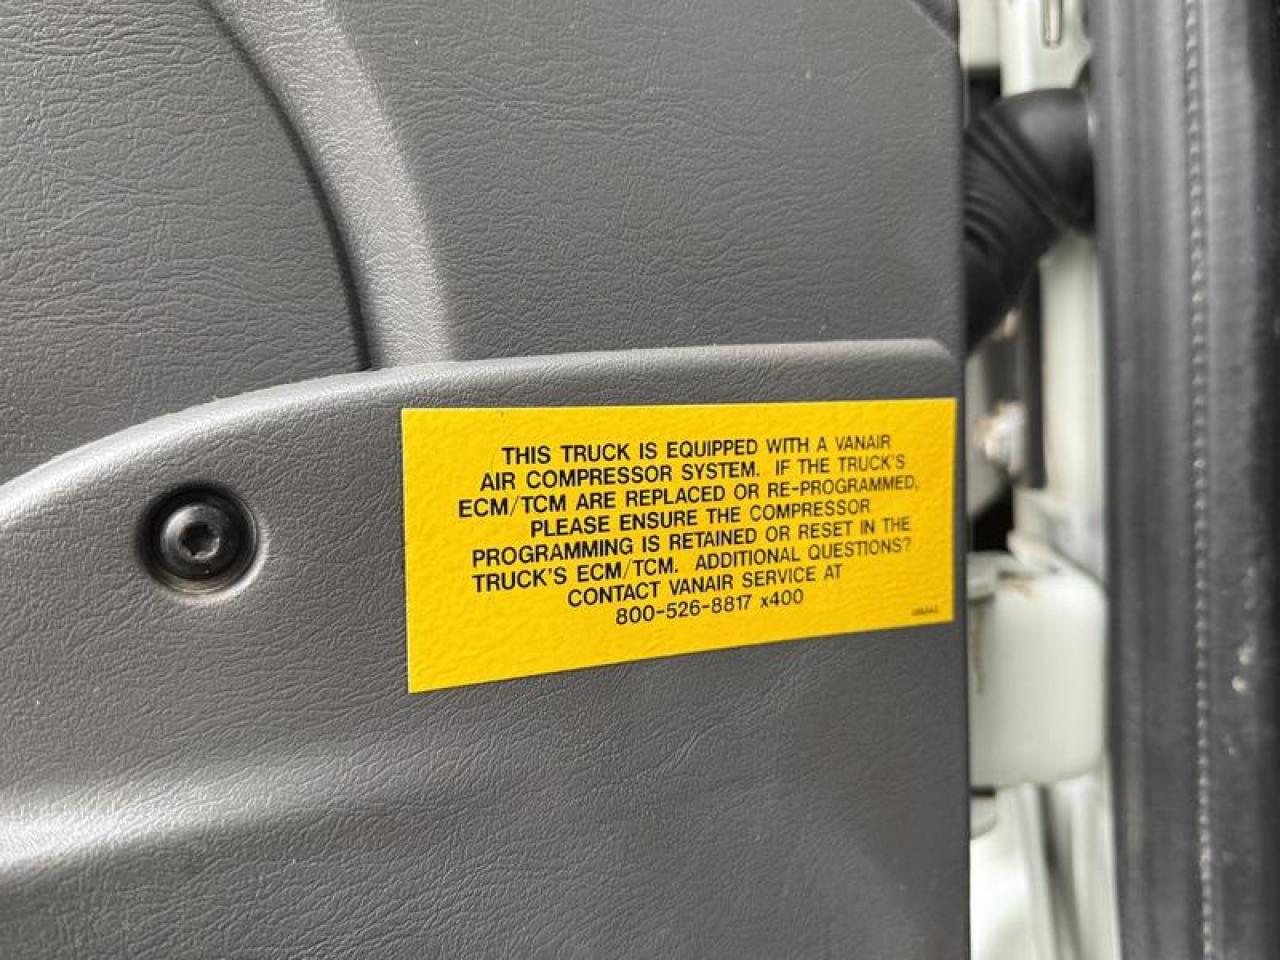 THIS TRUCK IS EQUIPPED WITH A VANAIR
AIR COMPRESSOR SYSTEM. IF THE TRUCK'S
ECM/TCM ARE REPLACED OR RE-PROGRAMMED,
PLEASE ENSURE THE COMPRESSOR
PROGRAMMING IS RETAINED OR RESET IN THE
TRUCK'S ECM/TCM. ADDITIONAL QUESTIONS?
CONTACT VANAIR SERVICE AT
800-526-8817 x400